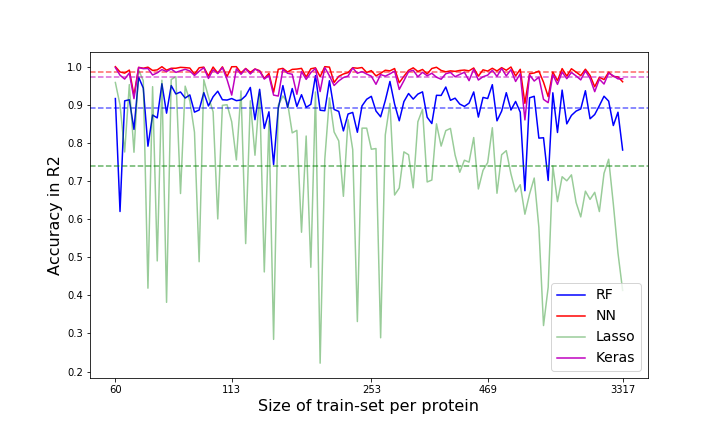 Accuracy in R2
1.0
0.9
0.8
0.7
0.6
0.5
0.4
0.3
0.2
60 113 253 469 3317
Size of train-set per protein
RF
NN
Lasso
Keras